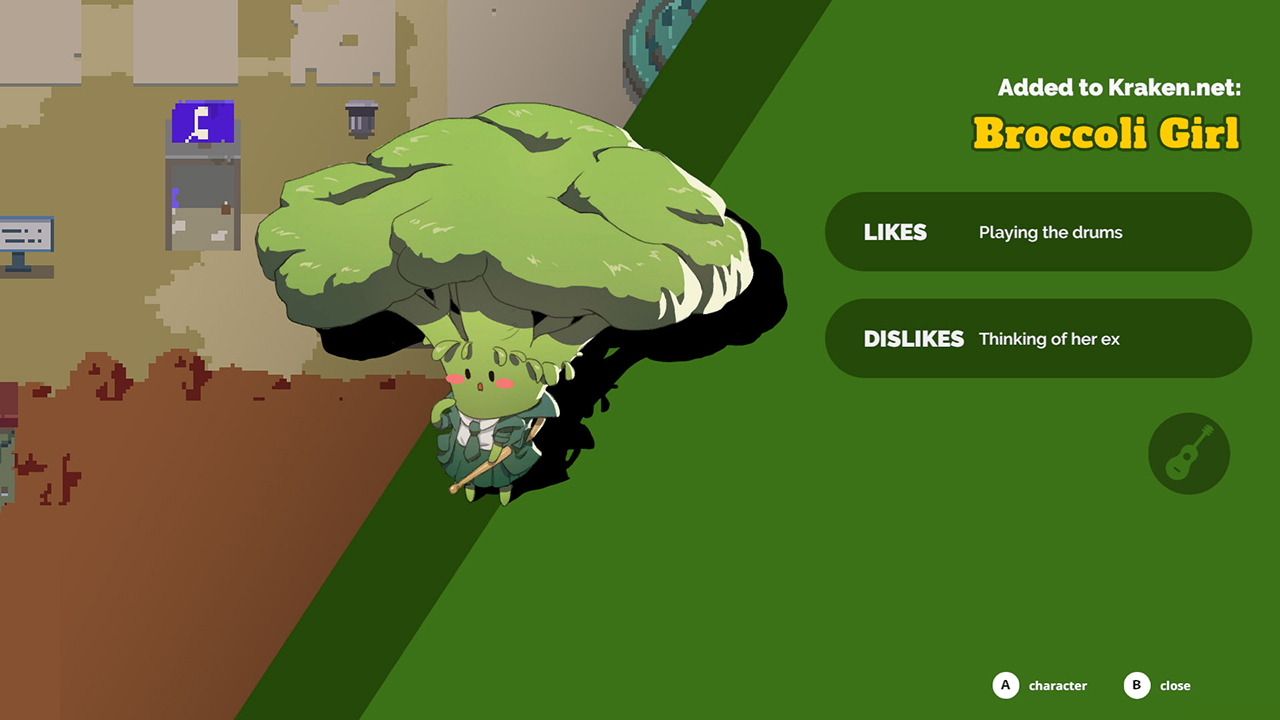 Added to Kraken.net:
Broccoli Girl
LIKES Playing the drums
DISLIKES Thinking of her ex
A character B close